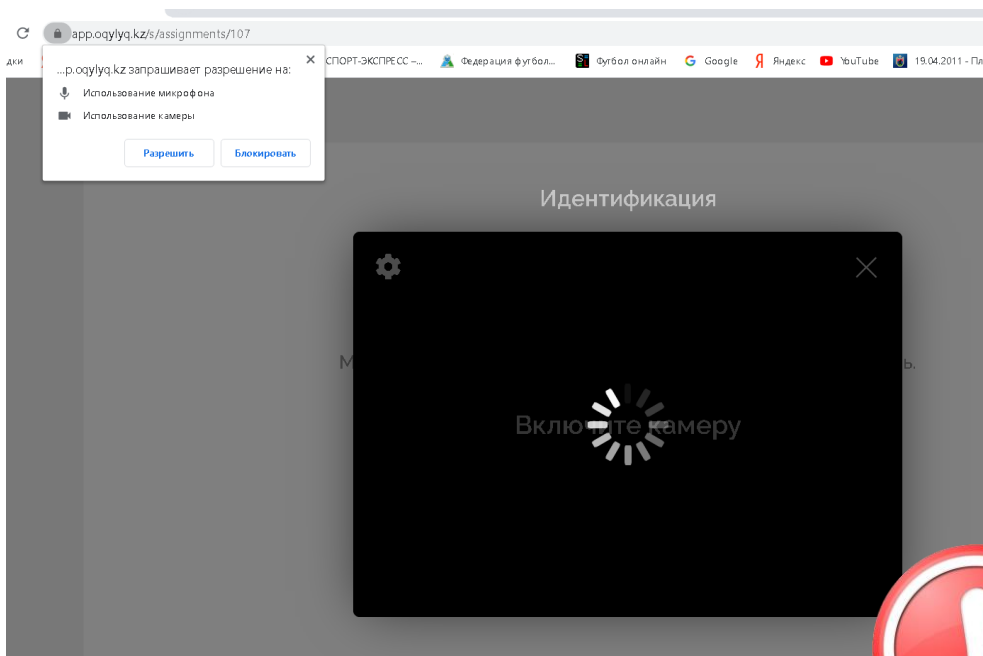 app.oqylyq.kz/s/assignments/107
дки СПОРТ-ЭКСПРЕСС –... Федерация футбол... Футбол онлайн Google Яндекс YouTube 19.04.2011 - Пл
...p.oqylyq.kz запрашивает разрешение на:
Использование микрофона
Использование камеры
Разрешить Блокировать
Идентификация
М ь.
Включите камеру